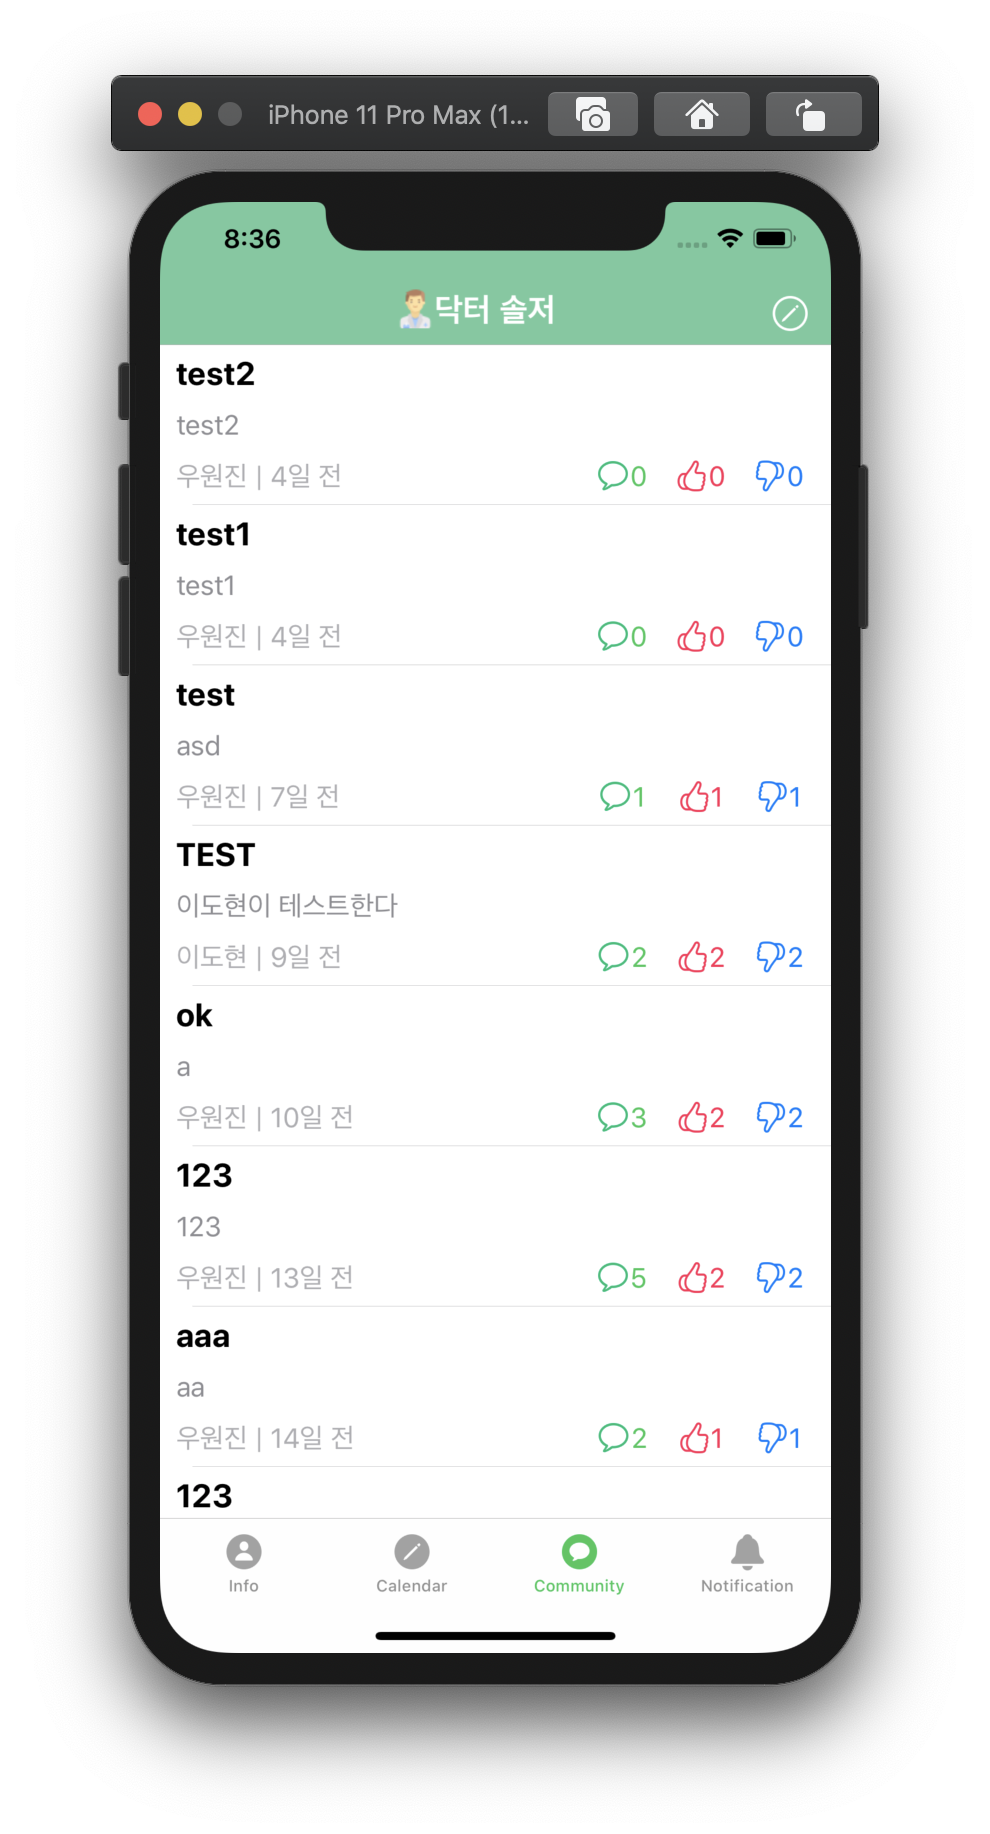 iPhone 11 Pro Max (1...
8:36
닥터 솔저
test2
test2
우원진 | 4일 전 0 0 0
test1
test1
우원진 | 4일 전 0 0 0
test
asd
우원진 | 7일 전 1 1 1
TEST
이도현이 테스트한다
이도현 | 9일 전 2 2 2
ok
a
우원진 | 10일 전 3 2 2
123
123
우원진 | 13일 전 5 2 2
aaa
aa
우원진 | 14일 전 2 1 1
123
Info Calendar Community Notification